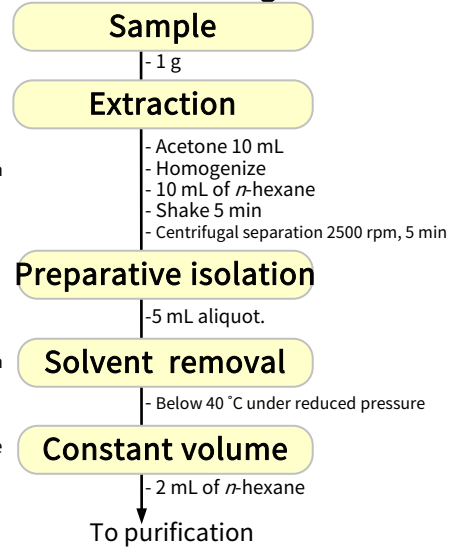 Sample
- 1 g
Extraction
- Acetone 10 mL
- Homogenize
- 10 mL of n-hexane
- Shake 5 min
- Centrifugal separation 2500 rpm, 5 min
Preparative isolation
-5 mL aliquot.
Solvent removal
- Below 40 ˚C under reduced pressure
Constant volume
- 2 mL of n-hexane
To purification